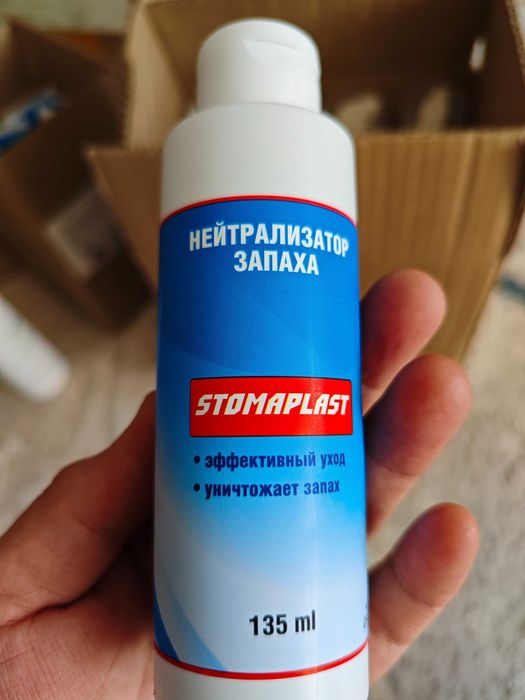 НЕЙТРАЛИЗАТОР
ЗАПАХА
STOMAPLAST
• эффективный уход
• уничтожает запах
135 ml